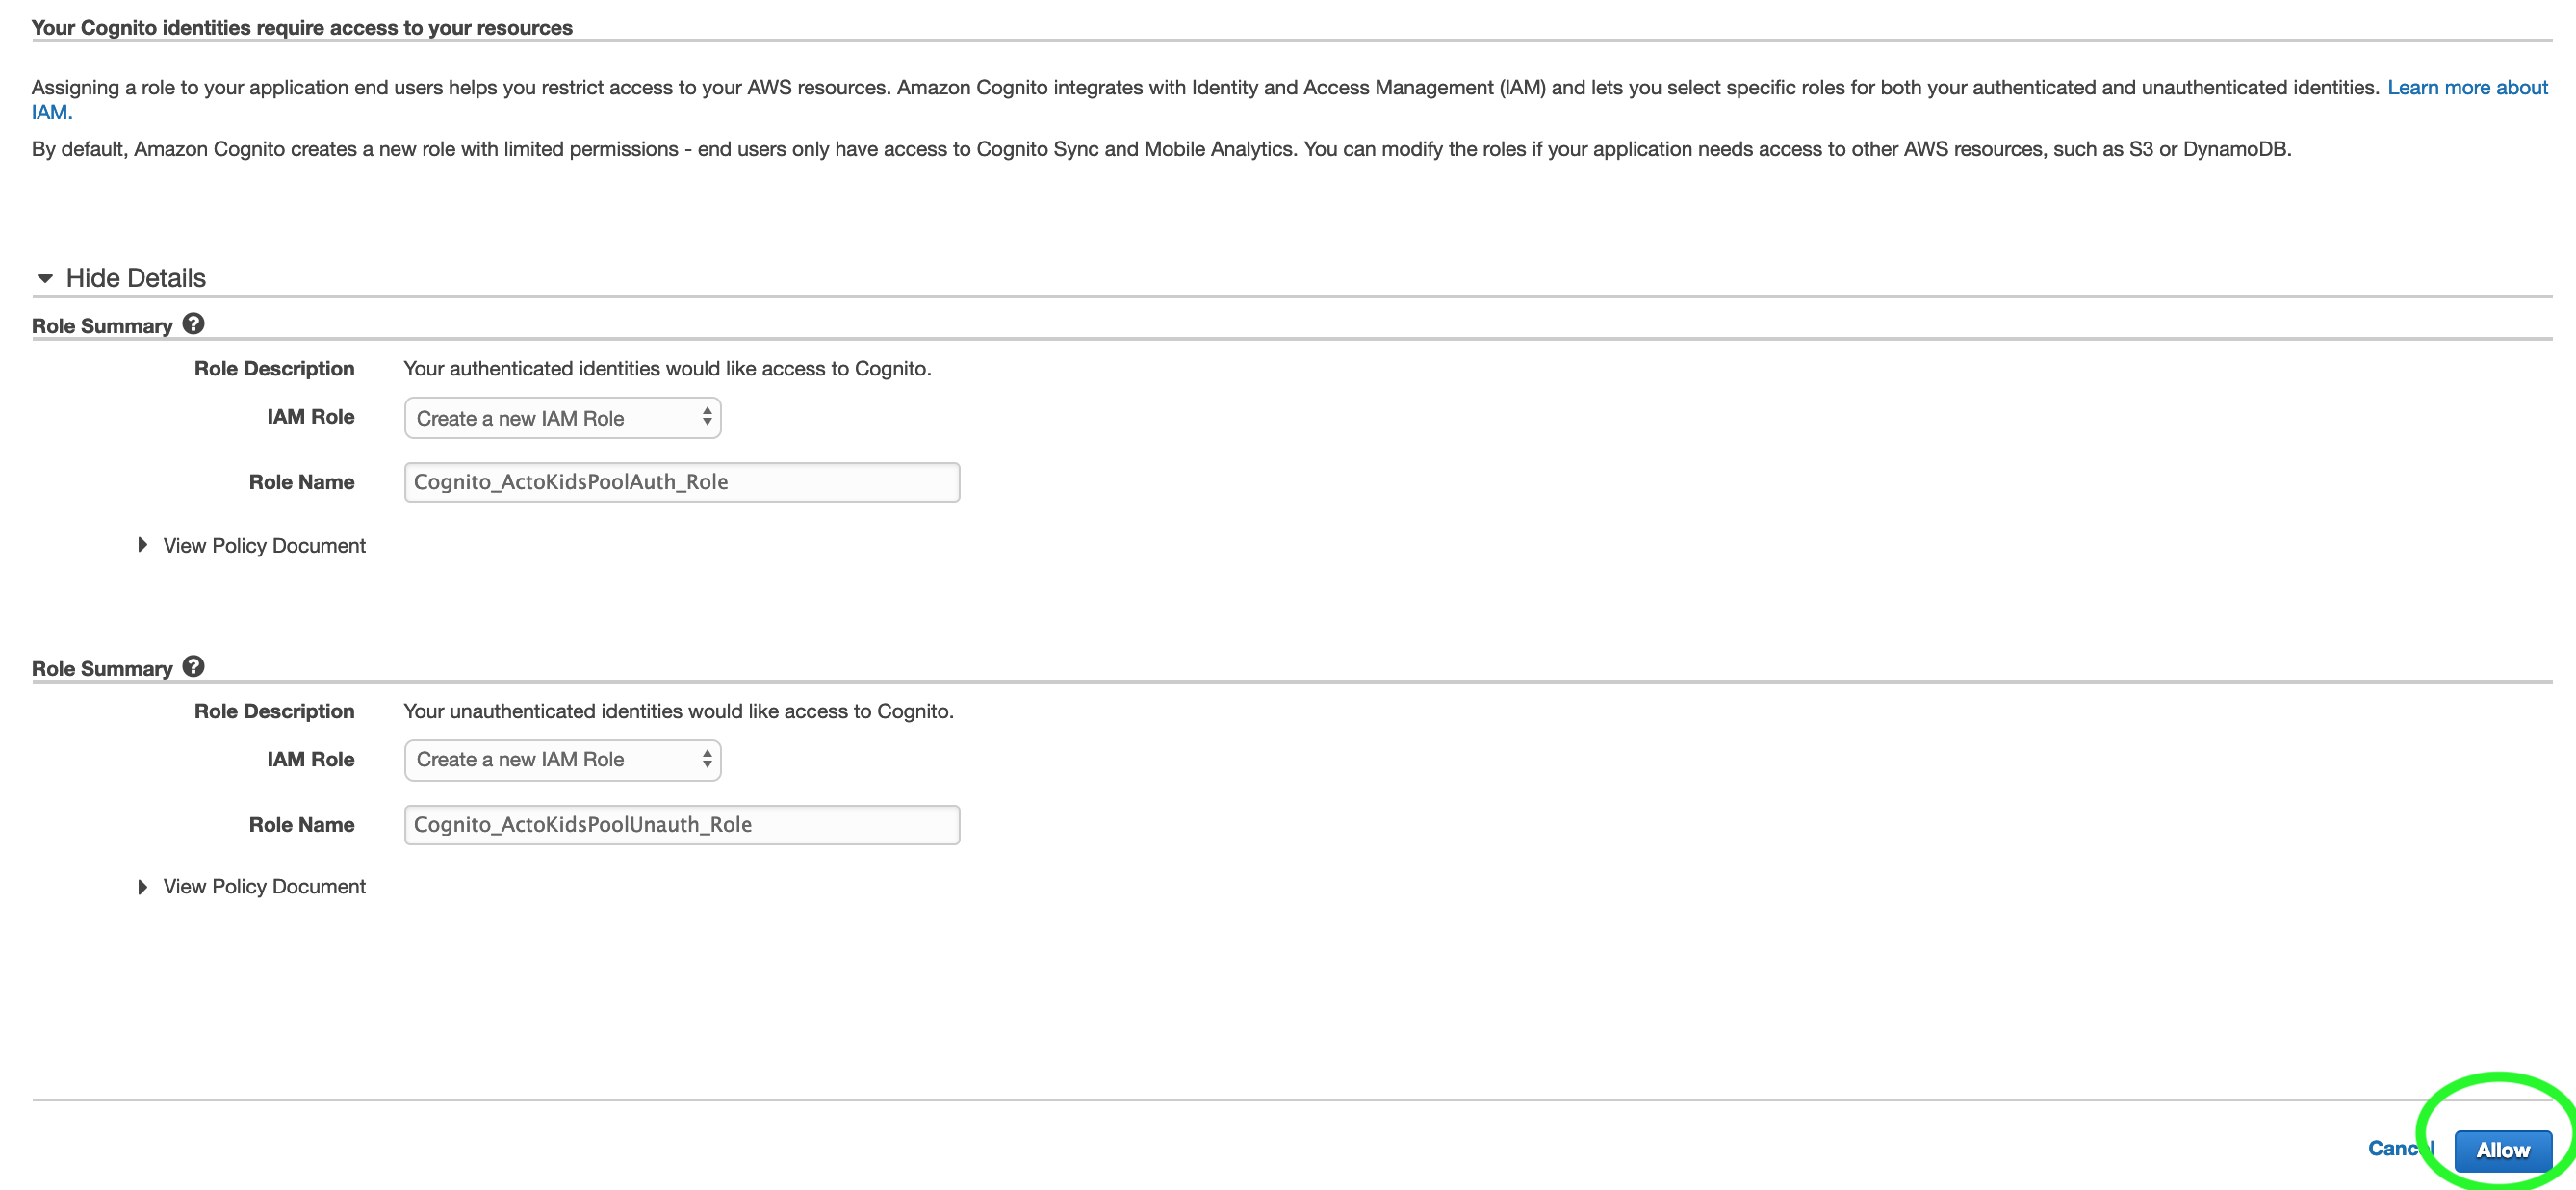 Your Cognito identities require access to your resources
Assigning a role to your application end users helps you restrict access to your AWS resources. Amazon Cognito integrates with Identity and Access Management (IAM) and lets you select specific roles for both your authenticated and unauthenticated identities. Learn more about
IAM.
By default, Amazon Cognito creates a new role with limited permissions - end users only have access to Cognito Sync and Mobile Analytics. You can modify the roles if your application needs access to other AWS resources, such as S3 or DynamoDB.
Hide Details
Role Summary ?
Role Description Your authenticated identities would like access to Cognito.
IAM Role Create a new IAM Role
Role Name Cognito_ActoKidsPoolAuth_Role
View Policy Document
Role Summary ?
Role Description Your unauthenticated identities would like access to Cognito.
IAM Role Create a new IAM Role
Role Name Cognito_ActoKidsPoolUnauth_Role
View Policy Document
Cancel Allow